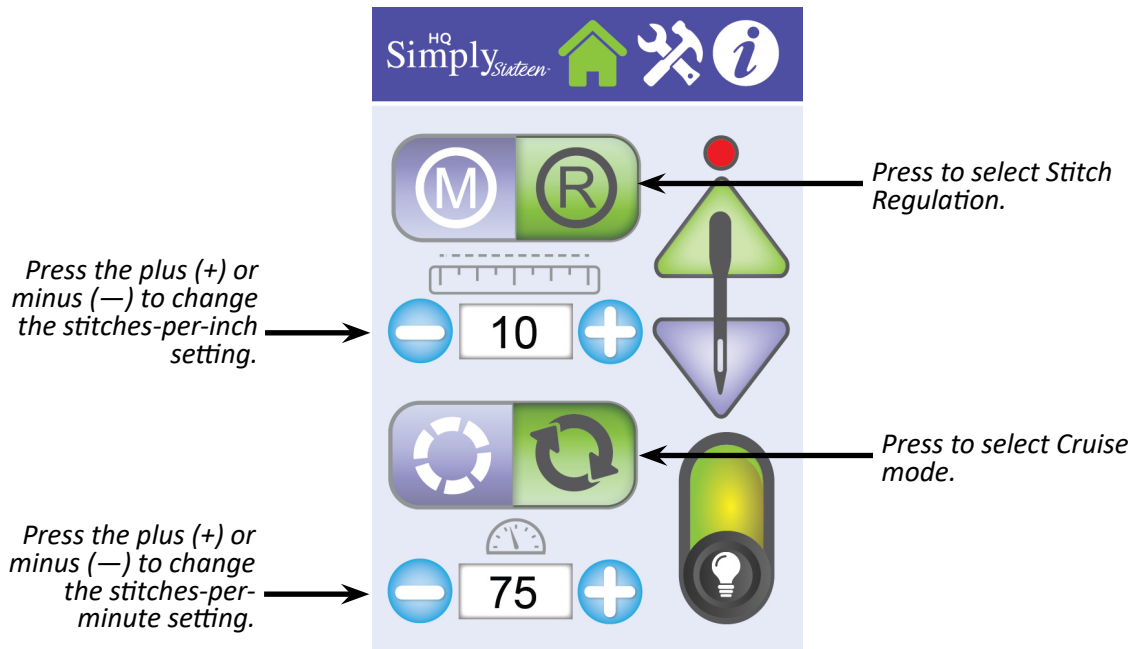 HQ
Simply Sixteen™
i
M R
Press to select Stitch
Regulation.
Press the plus (+) or
minus (—) to change
the stitches-per-inch
setting.
10
Press to select Cruise
mode.
Press the plus (+) or
minus (—) to change
the stitches-per-
minute setting.
75